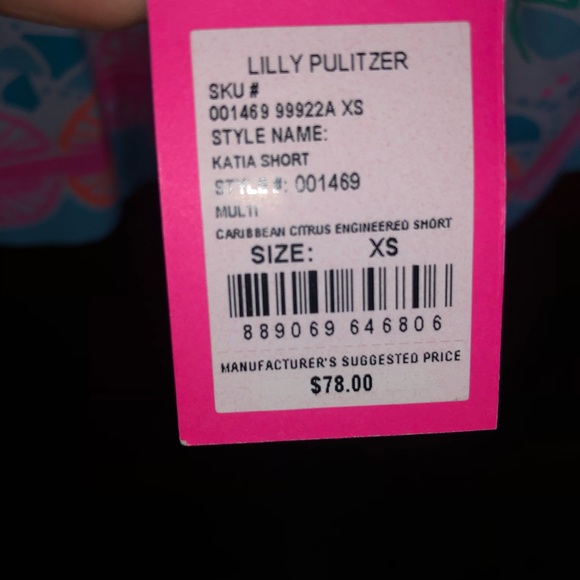 LILLY PULITZER
SKU #
001469 99922A XS
STYLE NAME:
KATIA SHORT
STYLE #: 001469
MULTI
CARIBBEAN CITRUS ENGINEERED SHORT
SIZE: XS
889069 646806
MANUFACTURER'S SUGGESTED PRICE
$78.00